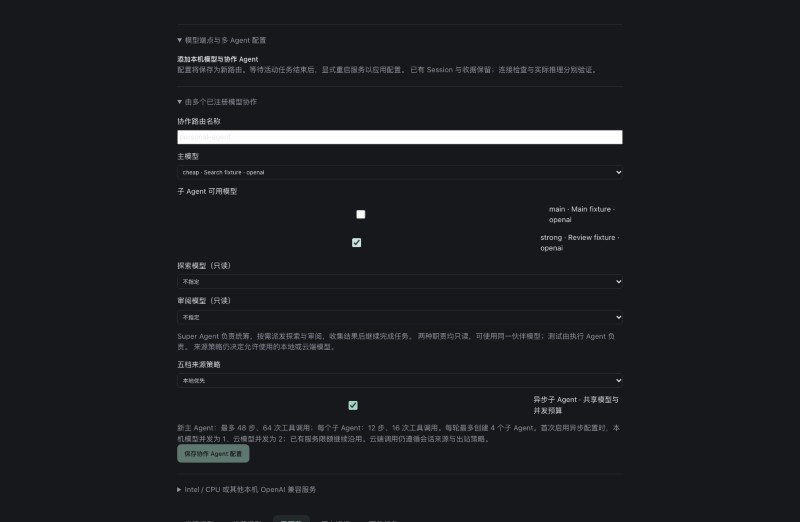 ▼ 模型端点与多 Agent 配置
添加本机模型与协作 Agent
配置将保存为新路由。等待活动任务结束后，显式重启服务以应用配置。 已有 Session 与收据保留；连接检查与实际推理分别验证。
▼ 由多个已注册模型协作
协作路由名称
主模型
cheap · Search fixture · openai
子 Agent 可用模型
main · Main fixture ·
openai
strong · Review fixture ·
openai
探索模型（只读）
不指定
审阅模型（只读）
不指定
Super Agent 负责统筹，按需派发探索与审阅，收集结果后继续完成任务。 两种职责均只读，可使用同一伙伴模型；测试由执行 Agent 负
责。 来源策略仍决定允许使用的本地或云端模型。
五档来源策略
本地优先
异步子 Agent · 共享模型与
并发预算
新主 Agent：最多 48 步、64 次工具调用；每个子 Agent：12 步、16 次工具调用。每轮最多创建 4 个子 Agent。首次启用异步配置时，本
机模型并发为 1，云模型并发为 2；已有服务限额继续沿用。云端调用仍遵循会话来源与出站策略。
保存协作 Agent 配置
▶ Intel / CPU 或其他本机 OpenAI 兼容服务